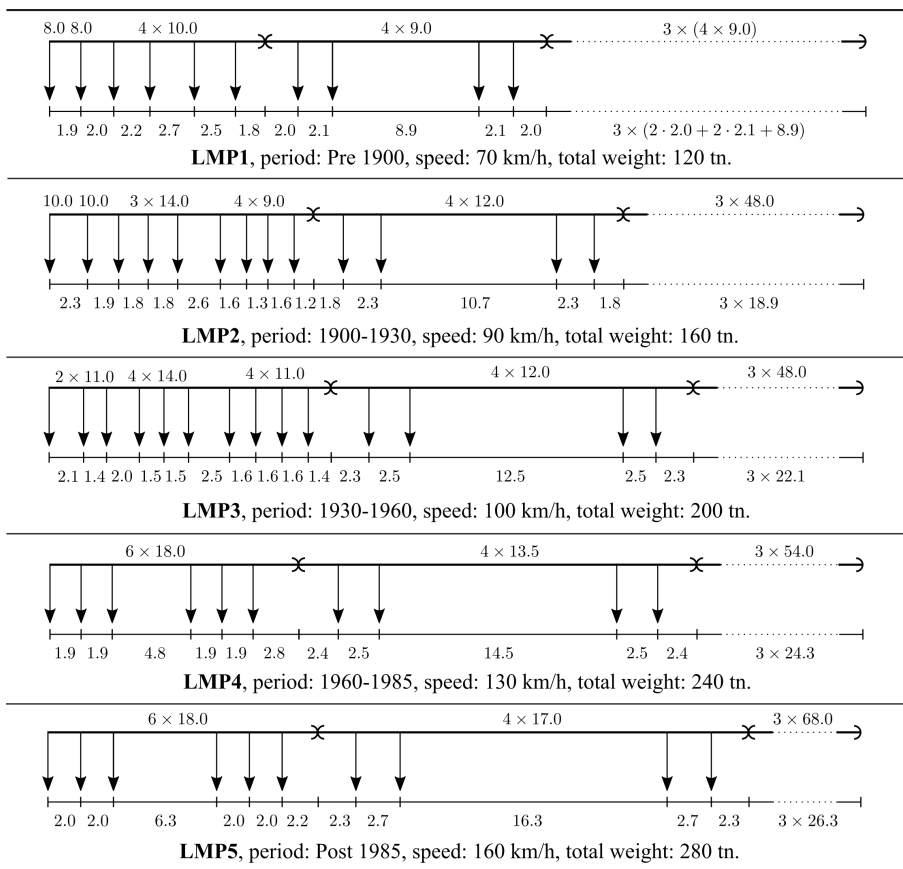 8.0 8.0 4 × 10.0 4 × 9.0 3 × (4 × 9.0)
1.9 2.0 2.2 2.7 2.5 1.8 2.0 2.1 8.9 2.1 2.0 3 × (2 · 2.0 + 2 · 2.1 + 8.9)
LMP1, period: Pre 1900, speed: 70 km/h, total weight: 120 tn.
10.0 10.0 3 × 14.0 4 × 9.0 4 × 12.0 3 × 48.0
2.3 1.9 1.8 1.8 2.6 1.6 1.3 1.6 1.2 1.8 2.3 10.7 2.3 1.8 3 × 18.9
LMP2, period: 1900-1930, speed: 90 km/h, total weight: 160 tn.
2 × 11.0 4 × 14.0 4 × 11.0 4 × 12.0 3 × 48.0
2.1 1.4 2.0 1.5 1.5 2.5 1.6 1.6 1.6 1.4 2.3 2.5 12.5 2.5 2.3 3 × 22.1
LMP3, period: 1930-1960, speed: 100 km/h, total weight: 200 tn.
6 × 18.0 4 × 13.5 3 × 54.0
1.9 1.9 4.8 1.9 1.9 2.8 2.4 2.5 14.5 2.5 2.4 3 × 24.3
LMP4, period: 1960-1985, speed: 130 km/h, total weight: 240 tn.
6 × 18.0 4 × 17.0 3 × 68.0
2.0 2.0 6.3 2.0 2.0 2.2 2.3 2.7 16.3 2.7 2.3 3 × 26.3
LMP5, period: Post 1985, speed: 160 km/h, total weight: 280 tn.